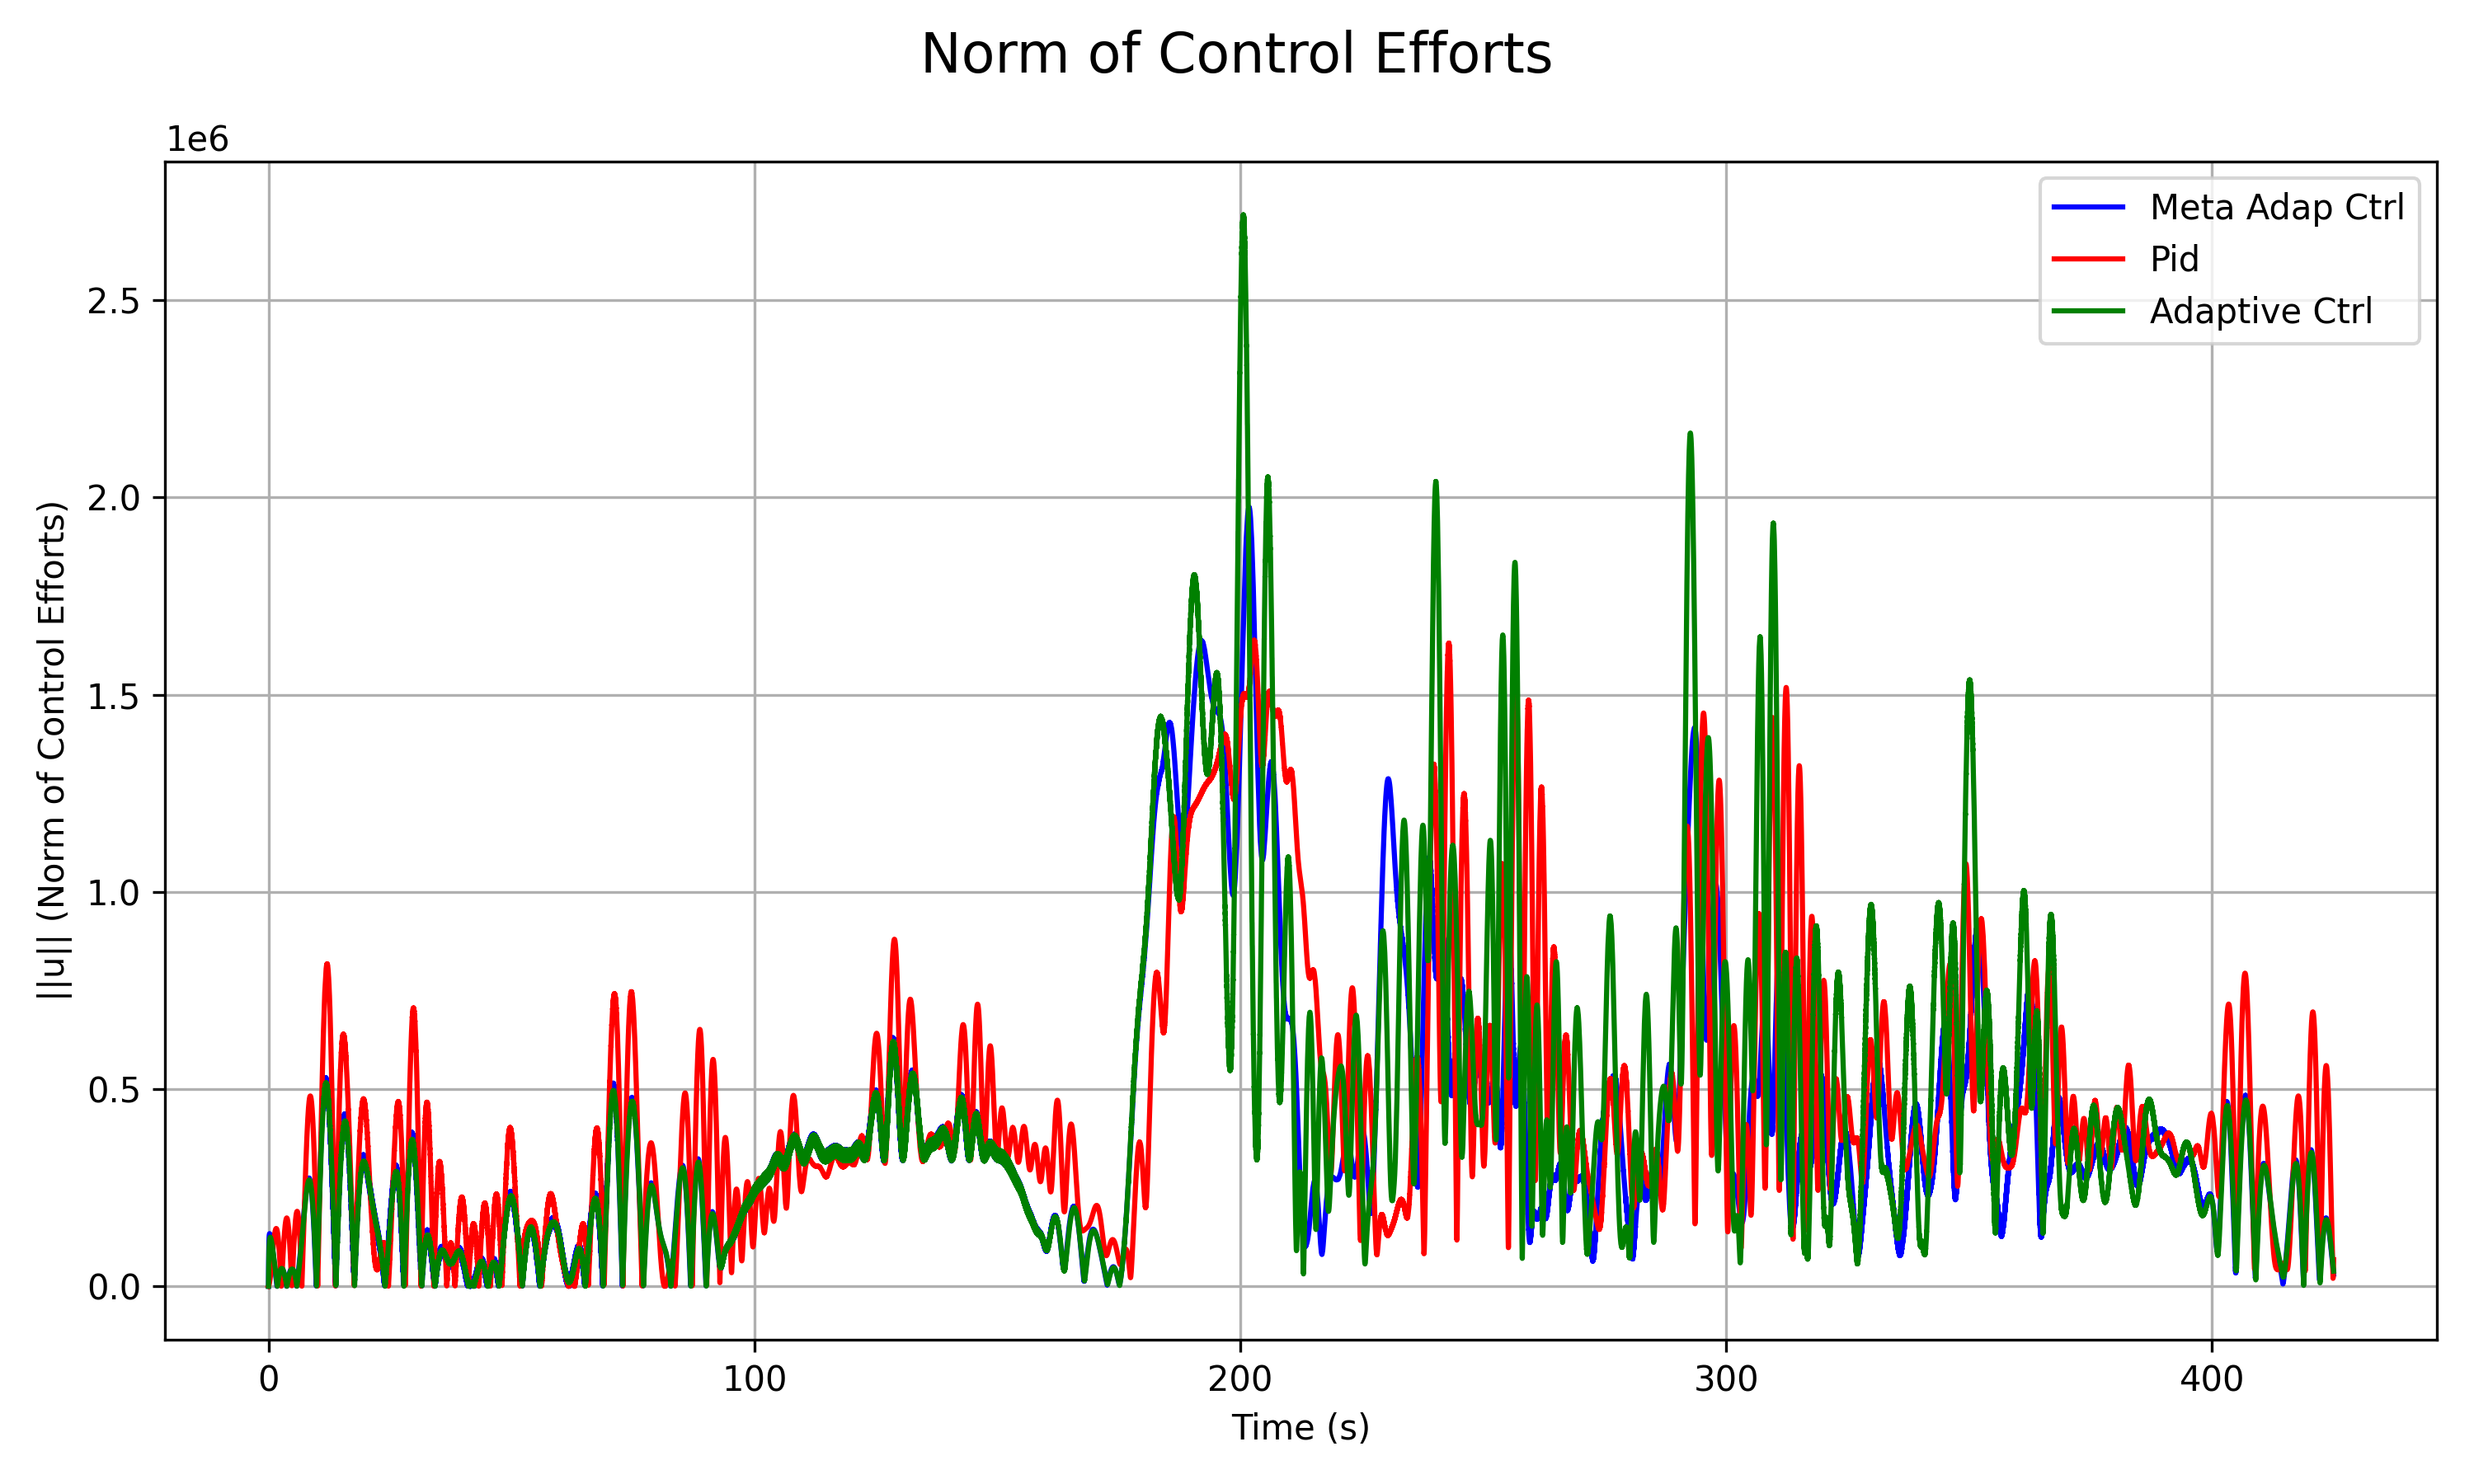 Norm of Control Efforts
1e6
Meta Adap Ctrl
Pid
Adaptive Ctrl
2.5
2.0
1.5
1.0
0.5
0.0
||u|| (Norm of Control Efforts)
0 100 200 300 400
Time (s)